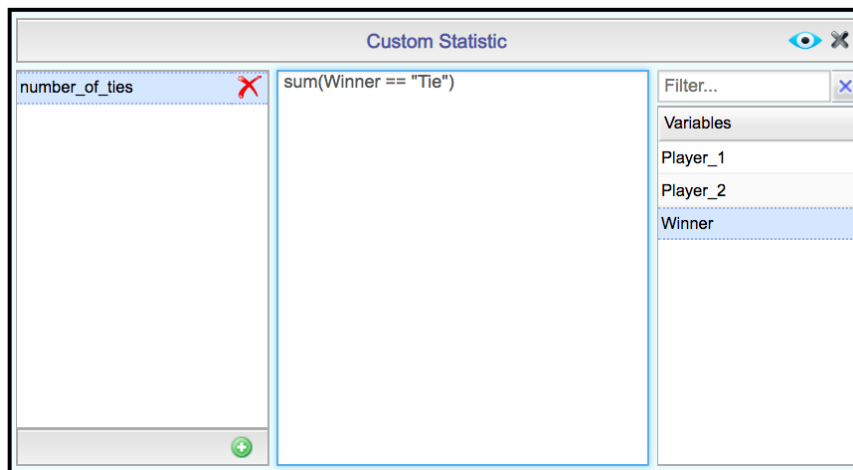 Custom Statistic
number_of_ties
sum(Winner == "Tie")
Filter...
Variables
Player_1
Player_2
Winner